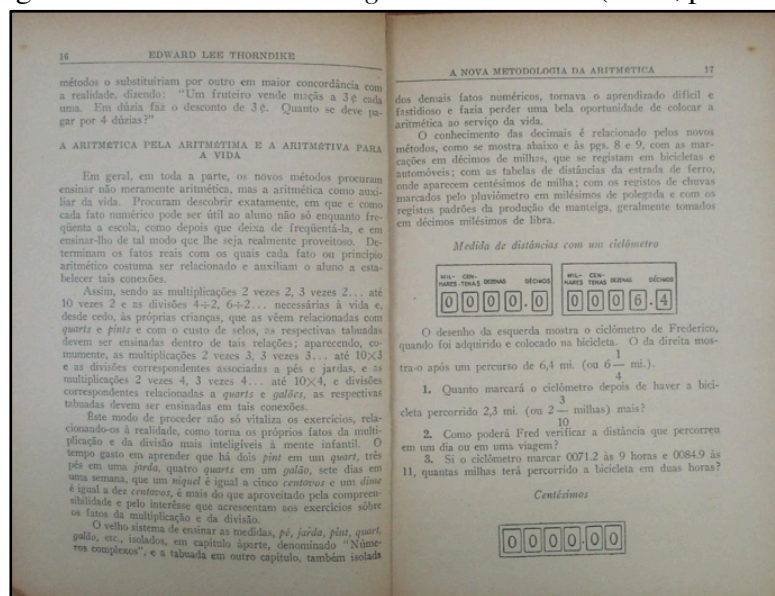 16 EDWARD LEE THORNDIKE
métodos o substituiriam por outro em maior concordância com
a realidade, dizendo: "Um fruteiro vende maçãs a 3 ¢ cada
uma. Em dúzia faz o desconto de 3 ¢. Quanto se deve pa-
gar por 4 dúzias?"
A ARITMÉTICA PELA ARITMÉTIMA E A ARITMÉTIVA PARA
A VIDA
Em geral, em toda a parte, os novos métodos procuram
ensinar não meramente aritmética, mas a aritmética como auxi-
liar da vida. Procuram descobrir exatamente, em que e como
cada fato numérico pode ser útil ao aluno não só enquanto fre-
qüenta a escola, como depois que deixa de freqüentá-la, e em
ensinar-lho de tal modo que lhe seja realmente proveitoso. De-
terminam os fatos reais com os quais cada fato ou princípio
aritmético costuma ser relacionado e auxiliam o aluno a esta-
belecer tais conexões.
Assim, sendo as multiplicações 2 vezes 2, 3 vezes 2... até
10 vezes 2 e as divisões 4÷2, 6÷2... necessárias à vida e,
desde cedo, às próprias crianças, que as vêem relacionadas com
quarts e pints e com o custo de selos, as respectivas tabuadas
devem ser ensinadas dentro de tais relações; aparecendo, co-
mumente, as multiplicações 2 vezes 3, 3 vezes 3... até 10×3
e as divisões correspondentes associadas a pés e jardas, e as
multiplicações 2 vezes 4, 3 vezes 4... até 10×4, e divisões
correspondentes relacionadas a quarts e galões, as respectivas
tabuadas devem ser ensinadas em tais conexões.
Êste modo de proceder não só vitaliza os exercícios, rela-
cionando-os à realidade, como torna os próprios fatos da multi-
plicação e da divisão mais inteligíveis à mente infantil. O
tempo gasto em aprender que há dois pint em um quart, três
pés em uma jarda, quatro quarts em um galão, sete dias em
uma semana, que um níquel é igual a cinco centavos e um dime
é igual a dez centavos, é mais do que aproveitado pela compreen-
sibilidade e pelo interêsse que acrescentam aos exercícios sôbre
os fatos da multiplicação e da divisão.
O velho sistema de ensinar as medidas, pé, jarda, pint, quart,
galão, etc., isolados, em capítulo àparte, denominado "Núme-
ros complexos", e a tabuada em outro capítulo, também isolada
A NOVA METODOLOGIA DA ARITMÉTICA 17
dos demais fatos numéricos, tornava o aprendizado difícil e
fastidioso e fazia perder uma bela oportunidade de colocar a
aritmética ao serviço da vida.
O conhecimento das decimais é relacionado pelos novos
métodos, como se mostra abaixo e às pgs. 8 e 9, com as mar-
cações em décimos de milhas, que se registam em bicicletas e
automóveis; com as tabelas de distâncias da estrada de ferro,
onde aparecem centésimos de milha; com os registos de chuvas
marcados pelo pluviômetro em milésimos de polegada e com os
registos padrões da produção de manteiga, geralmente tomados
em décimos milésimos de libra.
Medida de distâncias com um ciclômetro
MIL- CEN- MIL- CEN-
HARES TENAS DEZENAS DÉCIMOS HARES TENAS DEZENAS DÉCIMOS
0 0 0 0.0 0 0 0 6.4
O desenho da esquerda mostra o ciclômetro de Frederico,
quando foi adquirido e colocado na bicicleta. O da direita mos-
tra-o após um percurso de 6,4 mi. (ou 6 1/4 mi.).
1. Quanto marcará o ciclômetro depois de haver a bici-
cleta percorrido 2,3 mi. (ou 2 3/10 milhas) mais?
2. Como poderá Fred verificar a distância que percorreu
em um dia ou em uma viagem?
3. Si o ciclômetro marcar 0071.2 às 9 horas e 0084.9 às
11, quantas milhas terá percorrido a bicicleta em duas horas?
Centésimos
0 0 0 0.0 0